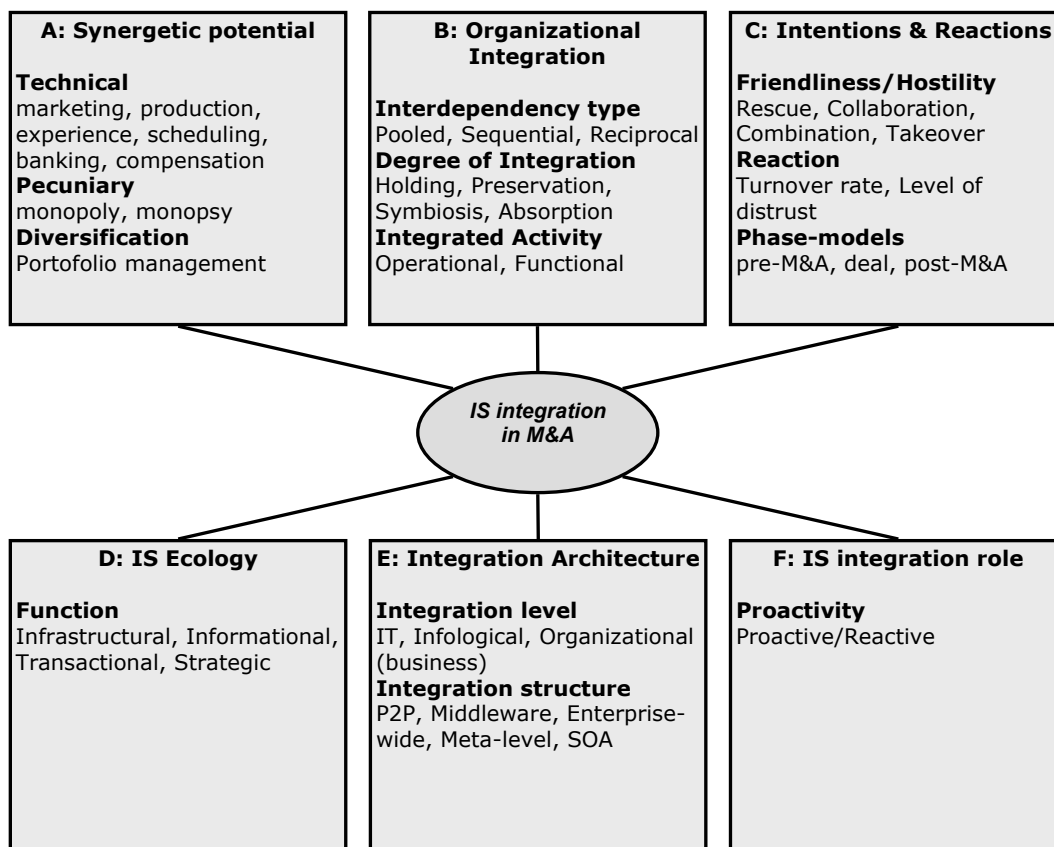 A: Synergetic potential
Technical
marketing, production,
experience, scheduling,
banking, compensation
Pecuniary
monopoly, monopsy
Diversification
Portofolio management
B: Organizational
Integration
Interdependency type
Pooled, Sequential, Reciprocal
Degree of Integration
Holding, Preservation,
Symbiosis, Absorption
Integrated Activity
Operational, Functional
C: Intentions & Reactions
Friendliness/Hostility
Rescue, Collaboration,
Combination, Takeover
Reaction
Turnover rate, Level of
distrust
Phase-models
pre-M&A, deal, post-M&A
IS integration
in M&A
D: IS Ecology
Function
Infrastructural, Informational,
Transactional, Strategic
E: Integration Architecture
Integration level
IT, Infological, Organizational
(business)
Integration structure
P2P, Middleware, Enterprise-
wide, Meta-level, SOA
F: IS integration role
Proactivity
Proactive/Reactive